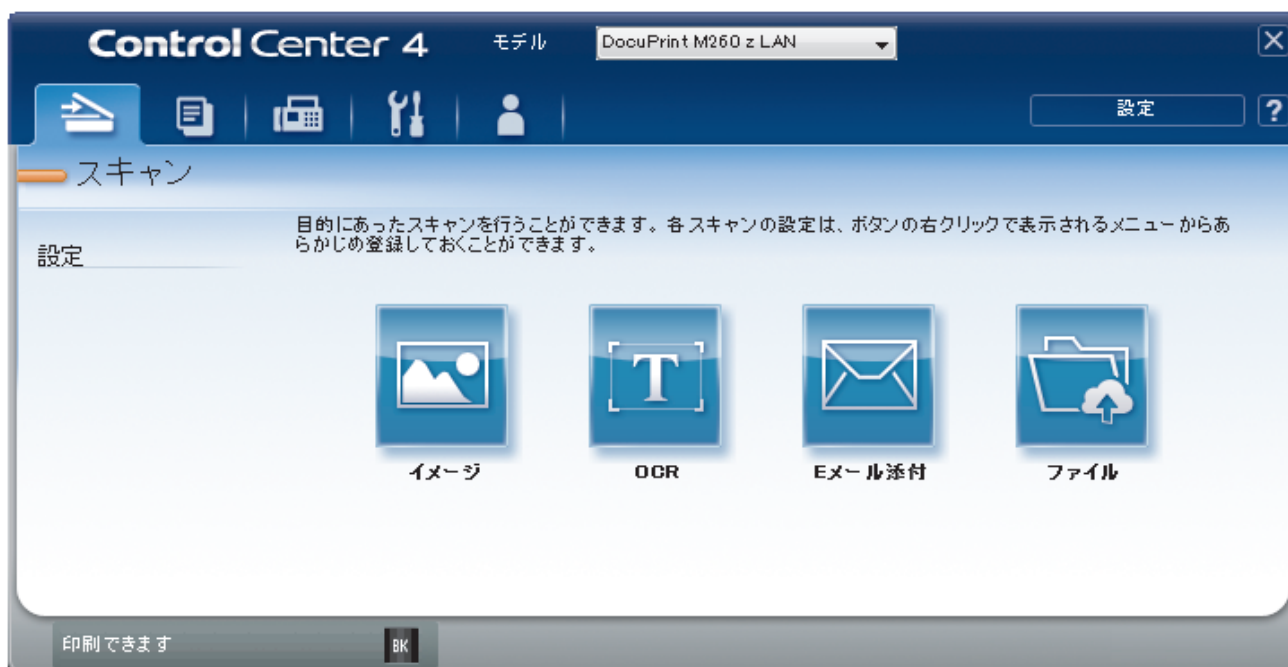 Control Center 4 モデル DocuPrint M260 z LAN
設定 ?
スキャン
設定
目的にあったスキャンを行うことができます。各スキャンの設定は、ボタンの右クリックで表示されるメニューからあ
らかじめ登録しておくことができます。
T
イメージ OCR Eメール添付 ファイル
印刷できます BK